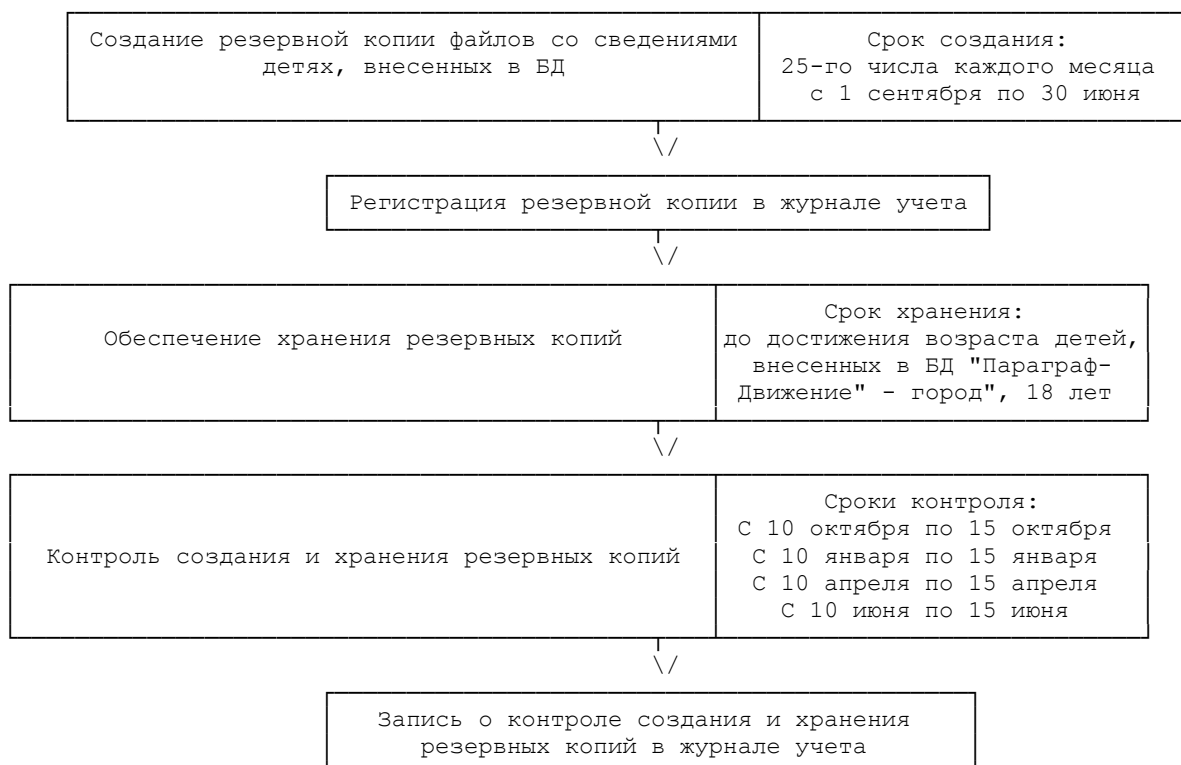 Создание резервной копии файлов со сведениями
детях, внесенных в БД
Срок создания:
25-го числа каждого месяца
с 1 сентября по 30 июня
\/
Регистрация резервной копии в журнале учета
\/
Обеспечение хранения резервных копий
Срок хранения:
до достижения возраста детей,
внесенных в БД "Параграф-
Движение" - город", 18 лет
\/
Контроль создания и хранения резервных копий
Сроки контроля:
С 10 октября по 15 октября
С 10 января по 15 января
С 10 апреля по 15 апреля
С 10 июня по 15 июня
\/
Запись о контроле создания и хранения
резервных копий в журнале учета